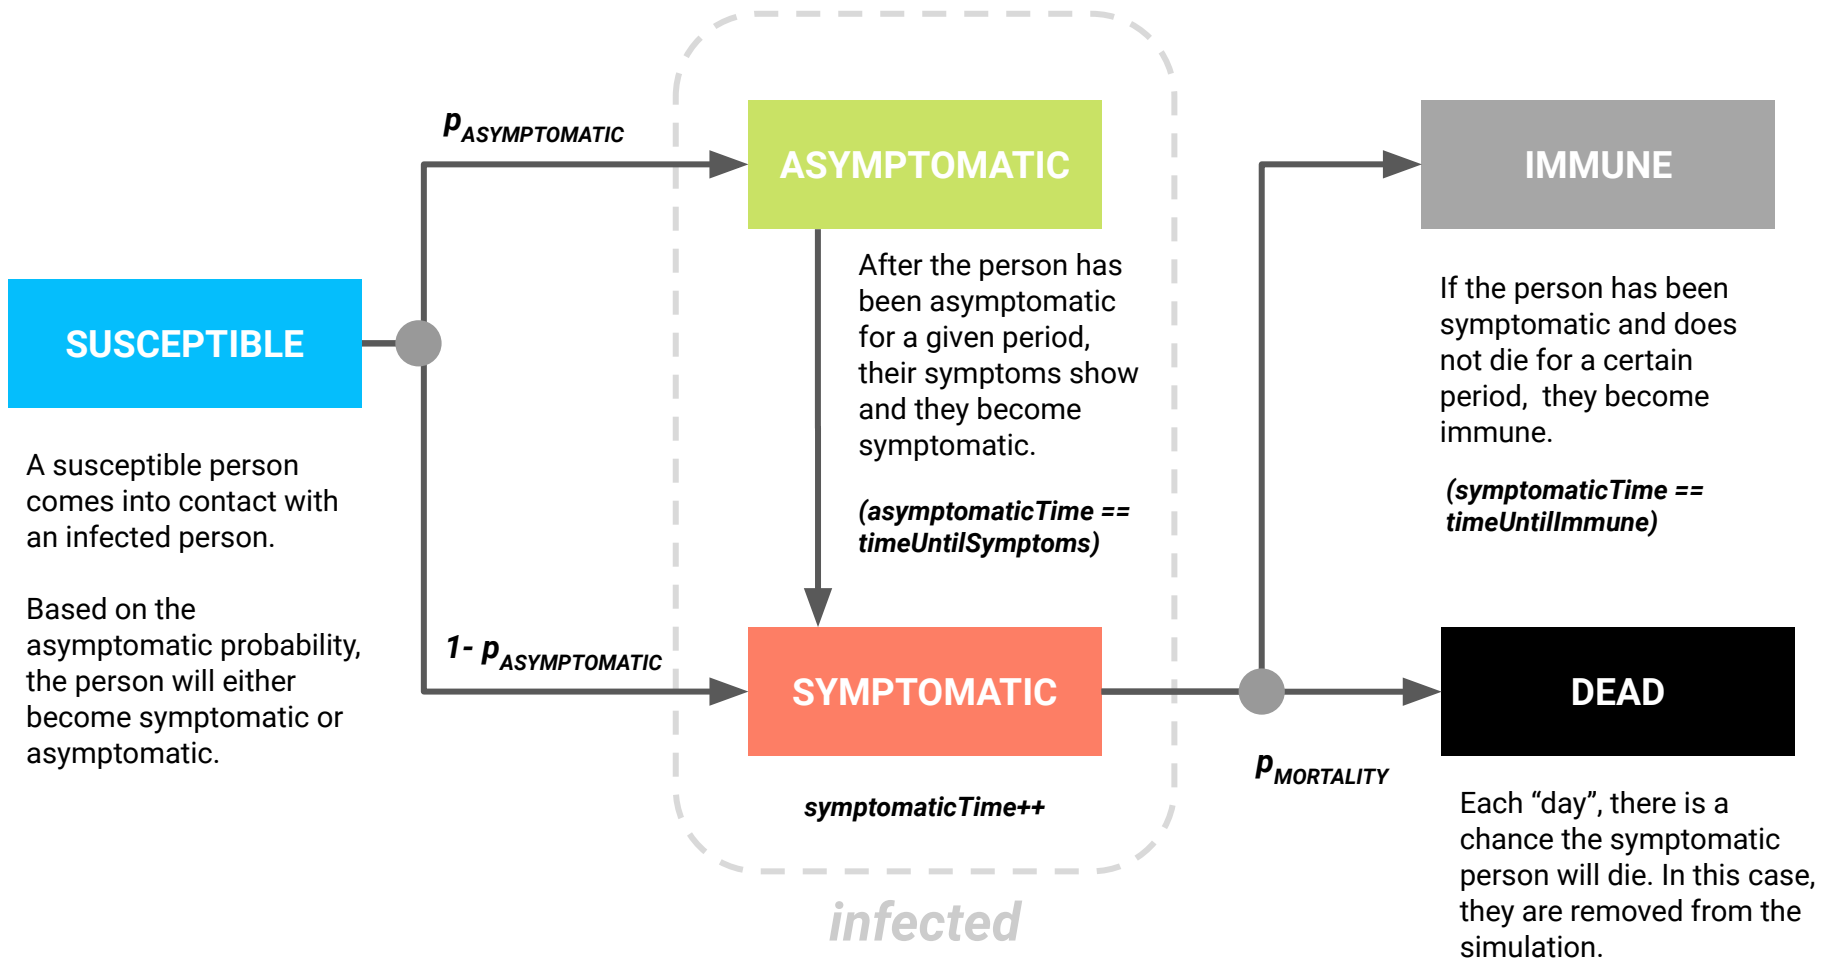 SUSCEPTIBLE
A susceptible person
comes into contact with
an infected person.
Based on the
asymptomatic probability,
the person will either
become symptomatic or
asymptomatic.
pASYMPTOMATIC
1- pASYMPTOMATIC
ASYMPTOMATIC
After the person has
been asymptomatic
for a given period,
their symptoms show
and they become
symptomatic.
(asymptomaticTime ==
timeUntilSymptoms)
SYMPTOMATIC
symptomaticTime++
infected
IMMUNE
If the person has been
symptomatic and does
not die for a certain
period,  they become
immune.
(symptomaticTime ==
timeUntilImmune)
pMORTALITY
DEAD
Each “day”, there is a
chance the symptomatic
person will die. In this case,
they are removed from the
simulation.